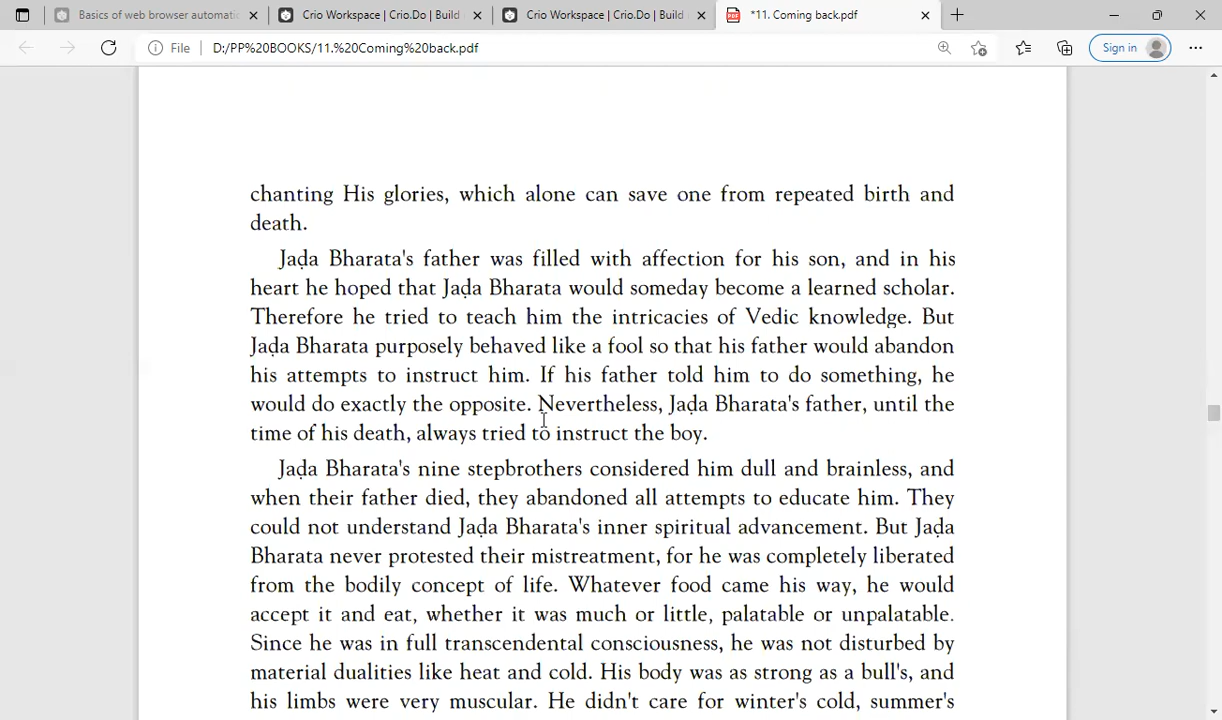 Basics of web browser automatic
Crio Workspace | Crio.Do | Build
Crio Workspace | Crio.Do | Build
PDF
*11. Coming back.pdf
File
D:/PP%20BOOKS/11.%20Coming%20back.pdf
Sign in
chanting His glories, which alone can save one from repeated birth and
death.
Jaḍa Bharata's father was filled with affection for his son, and in his
heart he hoped that Jaḍa Bharata would someday become a learned scholar.
Therefore he tried to teach him the intricacies of Vedic knowledge. But
Jaḍa Bharata purposely behaved like a fool so that his father would abandon
his attempts to instruct him. If his father told him to do something, he
would do exactly the opposite. Nevertheless, Jaḍa Bharata's father, until the
time of his death, always tried to instruct the boy.
Jaḍa Bharata's nine stepbrothers considered him dull and brainless, and
when their father died, they abandoned all attempts to educate him. They
could not understand Jaḍa Bharata's inner spiritual advancement. But Jaḍa
Bharata never protested their mistreatment, for he was completely liberated
from the bodily concept of life. Whatever food came his way, he would
accept it and eat, whether it was much or little, palatable or unpalatable.
Since he was in full transcendental consciousness, he was not disturbed by
material dualities like heat and cold. His body was as strong as a bull's, and
his limbs were very muscular. He didn't care for winter's cold, summer's